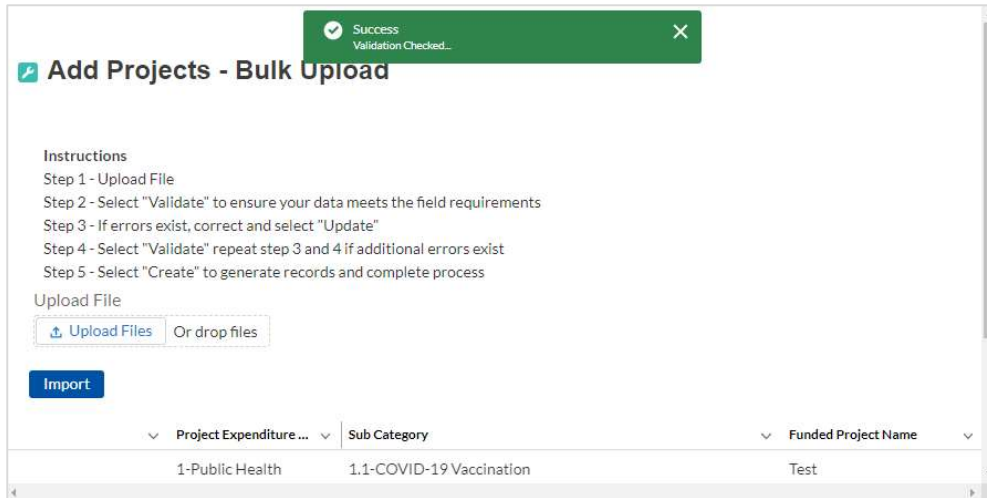 Success
Validation Checked...
Add Projects - Bulk Upload
Instructions
Step 1 - Upload File
Step 2 - Select "Validate" to ensure your data meets the field requirements
Step 3 - If errors exist, correct and select "Update"
Step 4 - Select "Validate" repeat step 3 and 4 if additional errors exist
Step 5 - Select "Create" to generate records and complete process
Upload File
Upload Files Or drop files
Import
Project Expenditure ... Sub Category Funded Project Name
1-Public Health 1.1-COVID-19 Vaccination Test